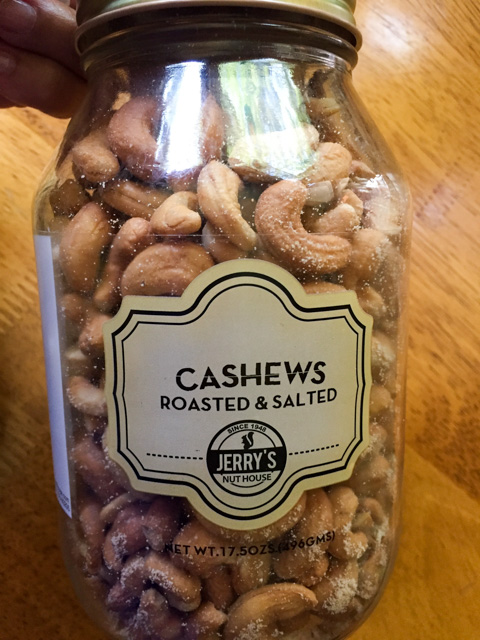 CASHEWS
ROASTED & SALTED
SINCE 1948
JERRY'S
NUT HOUSE
NET WT.17.5OZS.(496GMS)